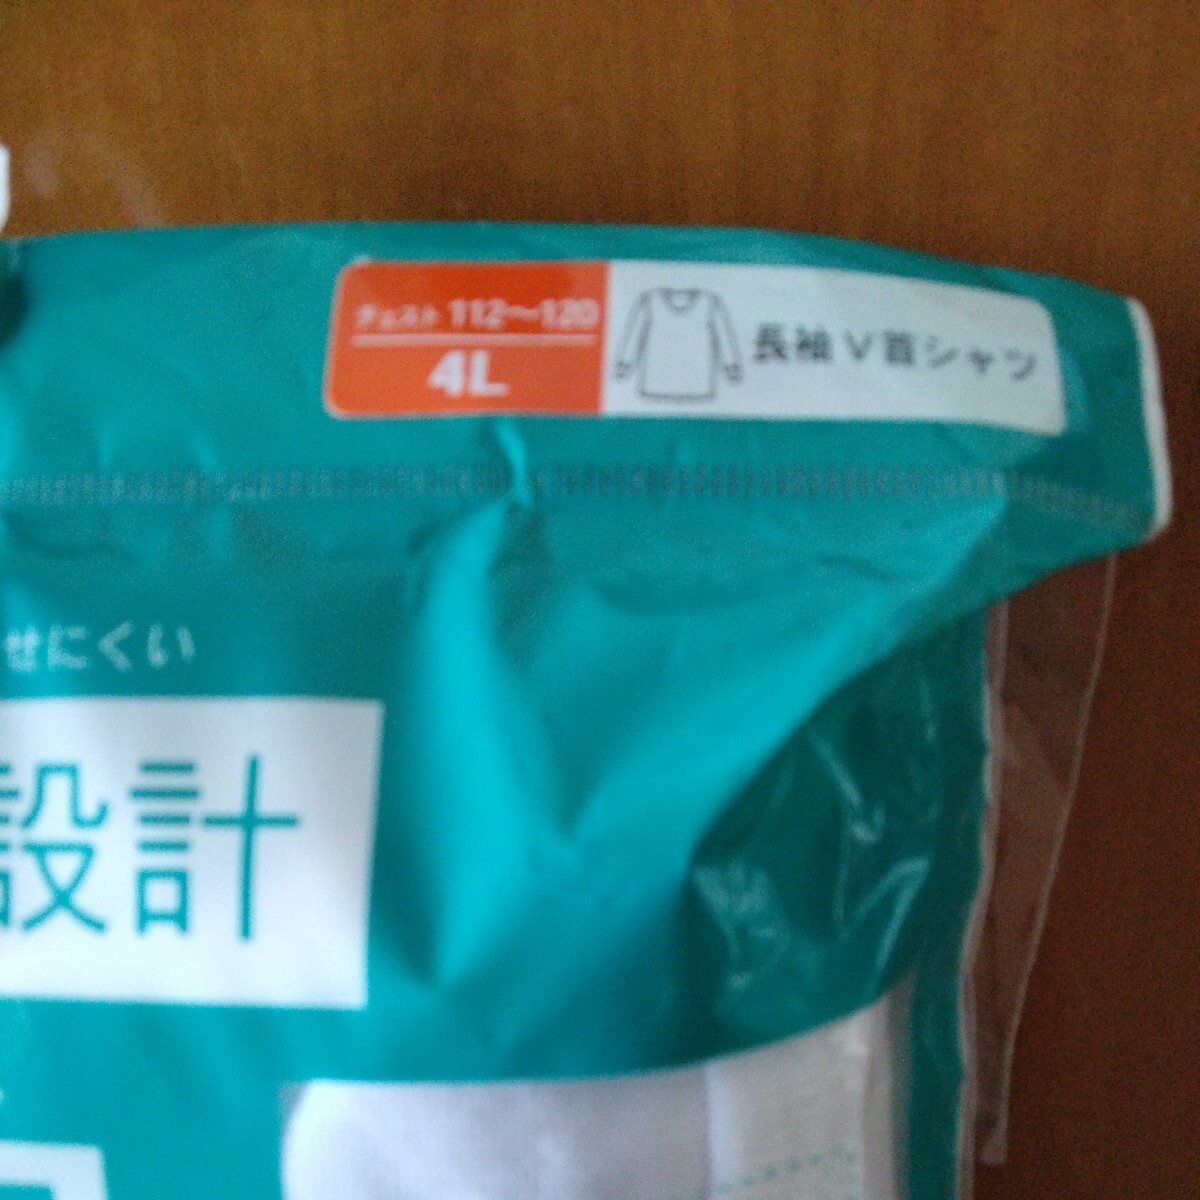 チェスト 112〜120
4L
長袖V首シャツ
せにくい
設計